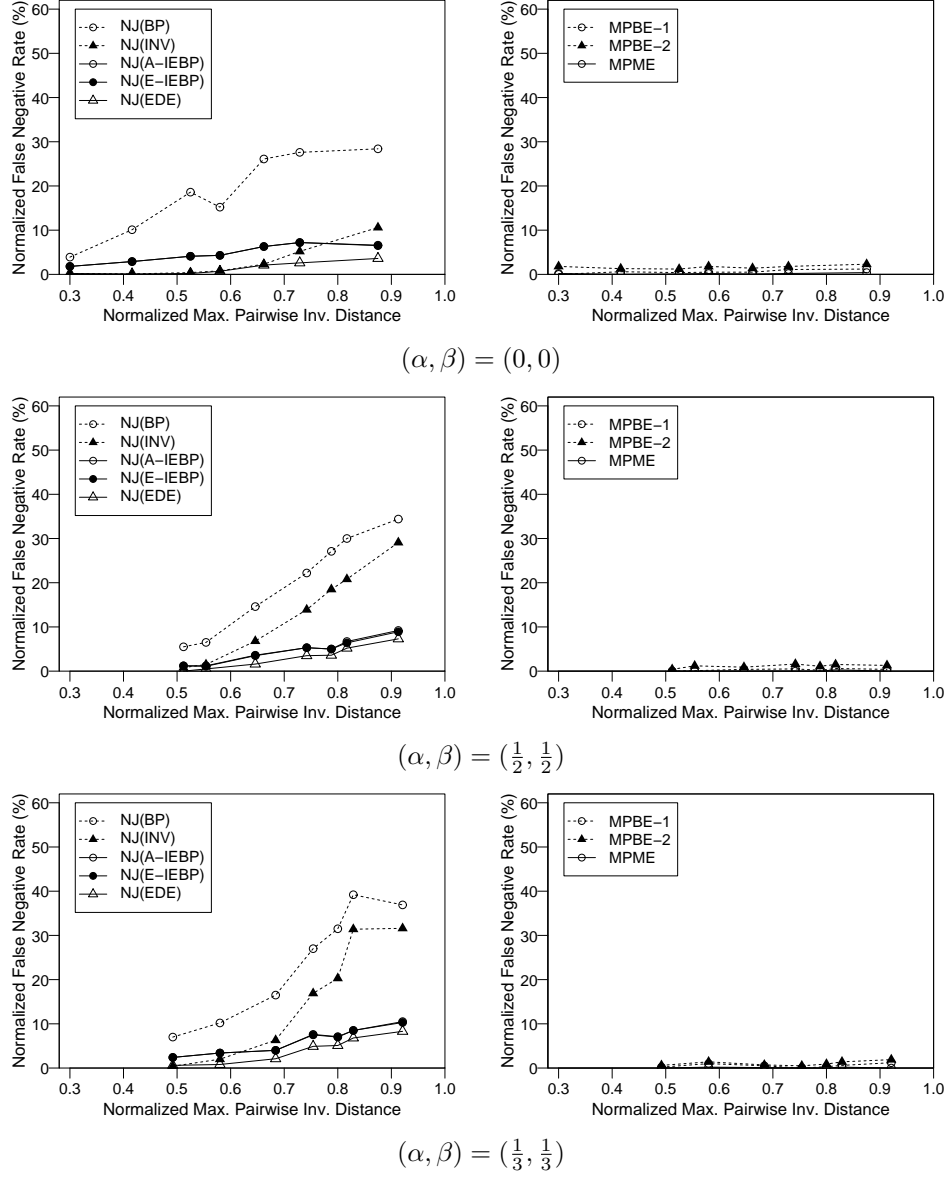 Normalized False Negative Rate (%)
60
50
40
30
20
10
0
NJ(BP)
NJ(INV)
NJ(A−IEBP)
NJ(E−IEBP)
NJ(EDE)
0.3 0.4 0.5 0.6 0.7 0.8 0.9 1.0
Normalized Max. Pairwise Inv. Distance
Normalized False Negative Rate (%)
60
50
40
30
20
10
0
MPBE−1
MPBE−2
MPME
0.3 0.4 0.5 0.6 0.7 0.8 0.9 1.0
Normalized Max. Pairwise Inv. Distance
(α, β) = (0, 0)
Normalized False Negative Rate (%)
60
50
40
30
20
10
0
NJ(BP)
NJ(INV)
NJ(A−IEBP)
NJ(E−IEBP)
NJ(EDE)
0.3 0.4 0.5 0.6 0.7 0.8 0.9 1.0
Normalized Max. Pairwise Inv. Distance
Normalized False Negative Rate (%)
60
50
40
30
20
10
0
MPBE−1
MPBE−2
MPME
0.3 0.4 0.5 0.6 0.7 0.8 0.9 1.0
Normalized Max. Pairwise Inv. Distance
(α, β) = (1/2, 1/2)
Normalized False Negative Rate (%)
60
50
40
30
20
10
0
NJ(BP)
NJ(INV)
NJ(A−IEBP)
NJ(E−IEBP)
NJ(EDE)
0.3 0.4 0.5 0.6 0.7 0.8 0.9 1.0
Normalized Max. Pairwise Inv. Distance
Normalized False Negative Rate (%)
60
50
40
30
20
10
0
MPBE−1
MPBE−2
MPME
0.3 0.4 0.5 0.6 0.7 0.8 0.9 1.0
Normalized Max. Pairwise Inv. Distance
(α, β) = (1/3, 1/3)